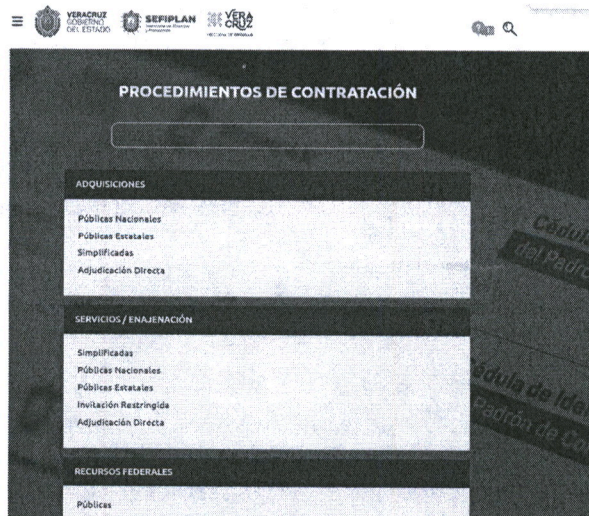 VERACRUZ
GOBIERNO
DEL ESTADO
SEFIPLAN
VERA
CRUZ
PROCEDIMIENTOS DE CONTRATACIÓN
ADQUISICIONES
Públicas Nacionales
Públicas Estatales
Simplificadas
Adjudicación Directa
SERVICIOS / ENAJENACIÓN
Simplificadas
Públicas Nacionales
Públicas Estatales
Invitación Restringida
Adjudicación Directa
RECURSOS FEDERALES
Públicas
Cédula
del Padró
Cédula de Iden
Padrón de Co